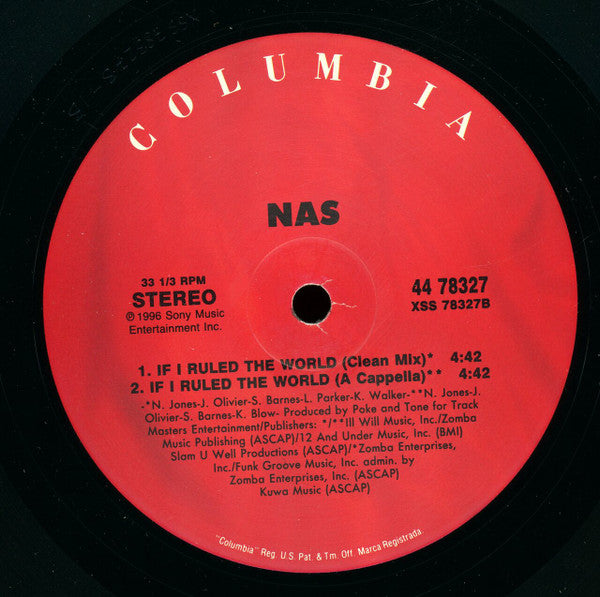 COLUMBIA
NAS
33 1/3 RPM
STEREO
℗ 1996 Sony Music
Entertainment Inc.
44 78327
XSS 78327B
1. IF I RULED THE WORLD (Clean Mix)* 4:42
2. IF I RULED THE WORLD (A Cappella)** 4:42
-*N. Jones-J. Olivier-S. Barnes-L. Parker-K. Walker-**N. Jones-J.
Olivier-S. Barnes-K. Blow- Produced by Poke and Tone for Track
Masters Entertainment/Publishers: */**Ill Will Music, Inc./Zomba
Music Publishing (ASCAP)/12 And Under Music, Inc. (BMI)
Slam U Well Productions (ASCAP)/*Zomba Enterprises,
Inc./Funk Groove Music, Inc. admin. by
Zomba Enterprises, Inc. (ASCAP)
Kuwa Music (ASCAP)
"Columbia" Reg. U.S. Pat. & Tm. Off. Marca Registrada.